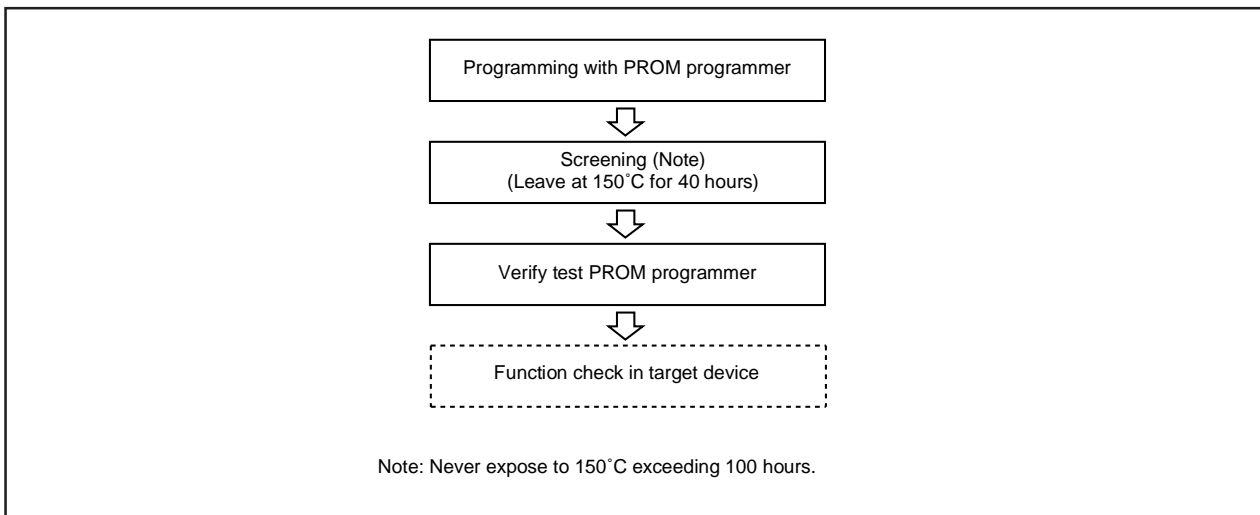 Programming with PROM programmer
Screening (Note)
(Leave at 150˚C for 40 hours)
Verify test PROM programmer
Function check in target device
Note: Never expose to 150˚C exceeding 100 hours.